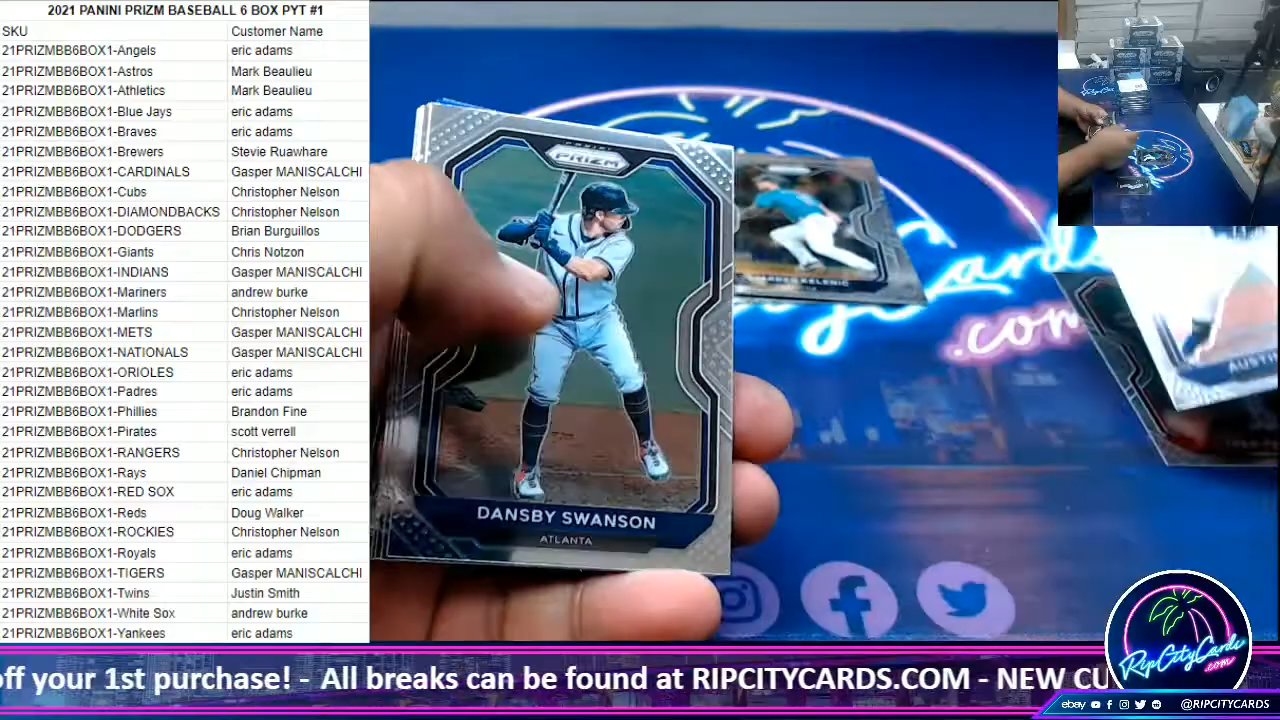 2021 PANINI PRIZM BASEBALL 6 BOX PYT #1
SKU Customer Name
21PRIZMBB6BOX1-Angels eric adams
21PRIZMBB6BOX1-Astros Mark Beaulieu
21PRIZMBB6BOX1-Athletics Mark Beaulieu
21PRIZMBB6BOX1-Blue Jays eric adams
21PRIZMBB6BOX1-Braves eric adams
21PRIZMBB6BOX1-Brewers Stevie Ruawhare
21PRIZMBB6BOX1-CARDINALS Gasper MANISCALCHI
21PRIZMBB6BOX1-Cubs Christopher Nelson
21PRIZMBB6BOX1-DIAMONDBACKS Christopher Nelson
21PRIZMBB6BOX1-DODGERS Brian Burguillos
21PRIZMBB6BOX1-Giants Chris Notzon
21PRIZMBB6BOX1-INDIANS Gasper MANISCALCHI
21PRIZMBB6BOX1-Mariners andrew burke
21PRIZMBB6BOX1-Marlins Christopher Nelson
21PRIZMBB6BOX1-METS Gasper MANISCALCHI
21PRIZMBB6BOX1-NATIONALS Gasper MANISCALCHI
21PRIZMBB6BOX1-ORIOLES eric adams
21PRIZMBB6BOX1-Padres eric adams
21PRIZMBB6BOX1-Phillies Brandon Fine
21PRIZMBB6BOX1-Pirates scott verrell
21PRIZMBB6BOX1-RANGERS Christopher Nelson
21PRIZMBB6BOX1-Rays Daniel Chipman
21PRIZMBB6BOX1-RED SOX eric adams
21PRIZMBB6BOX1-Reds Doug Walker
21PRIZMBB6BOX1-ROCKIES Christopher Nelson
21PRIZMBB6BOX1-Royals eric adams
21PRIZMBB6BOX1-TIGERS Gasper MANISCALCHI
21PRIZMBB6BOX1-Twins Justin Smith
21PRIZMBB6BOX1-White Sox andrew burke
21PRIZMBB6BOX1-Yankees eric adams
PANINI
PRIZM
DANSBY SWANSON
ATLANTA
KELENIC
ards
.com
AUSTI
off your 1st purchase! - All breaks can be found at RIPCITYCARDS.COM - NEW CU
RipCityCards
.com
ebay @RIPCITYCARDS